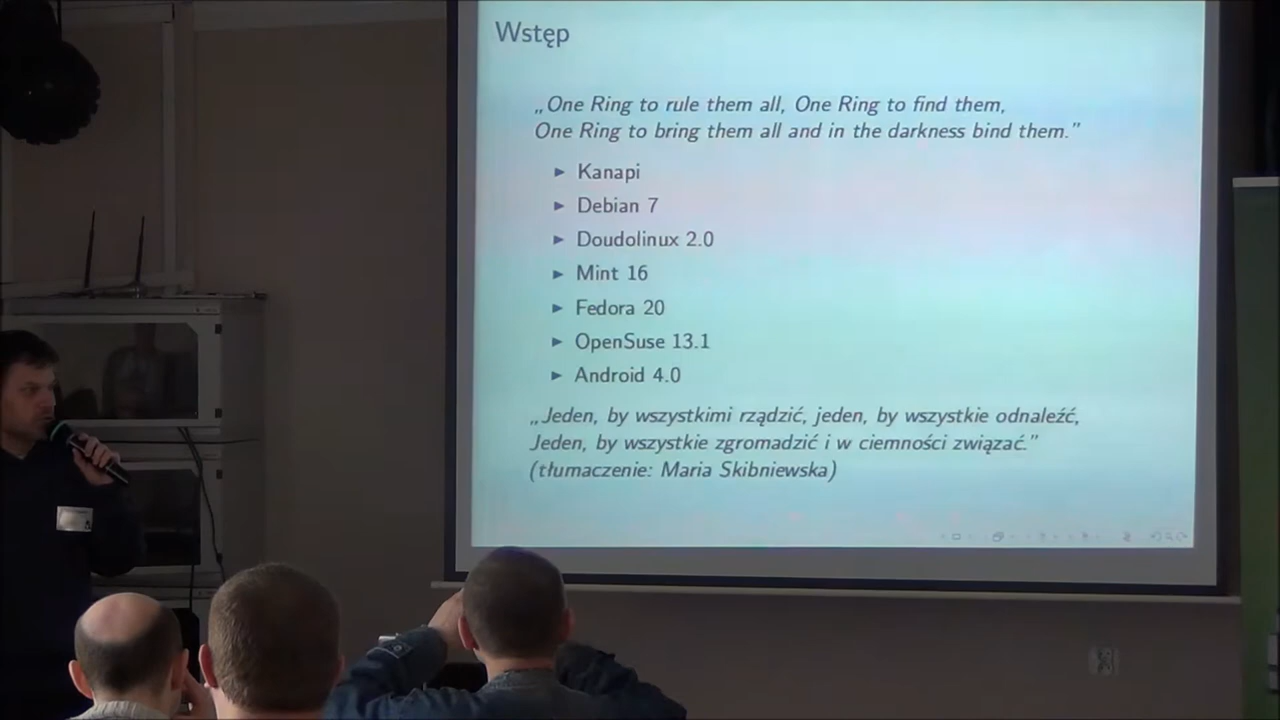 Wstęp
„One Ring to rule them all, One Ring to find them,
One Ring to bring them all and in the darkness bind them.”
Kanapi
Debian 7
Doudolinux 2.0
Mint 16
Fedora 20
OpenSuse 13.1
Android 4.0
„Jeden, by wszystkimi rządzić, jeden, by wszystkie odnaleźć,
Jeden, by wszystkie zgromadzić i w ciemności związać.”
(tłumaczenie: Maria Skibniewska)